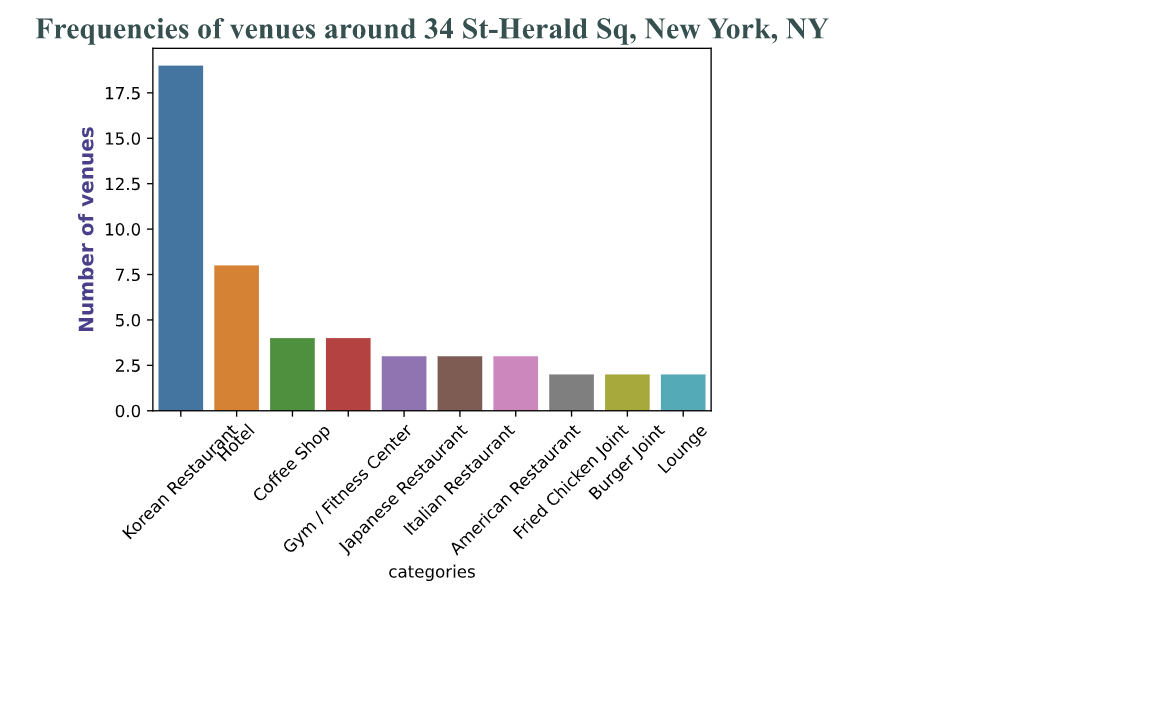 Frequencies of venues around 34 St-Herald Sq, New York, NY
Number of venues
17.5
15.0
12.5
10.0
7.5
5.0
2.5
0.0
Korean Restaurant
Hotel
Coffee Shop
Gym / Fitness Center
Japanese Restaurant
Italian Restaurant
American Restaurant
Fried Chicken Joint
Burger Joint
Lounge
categories